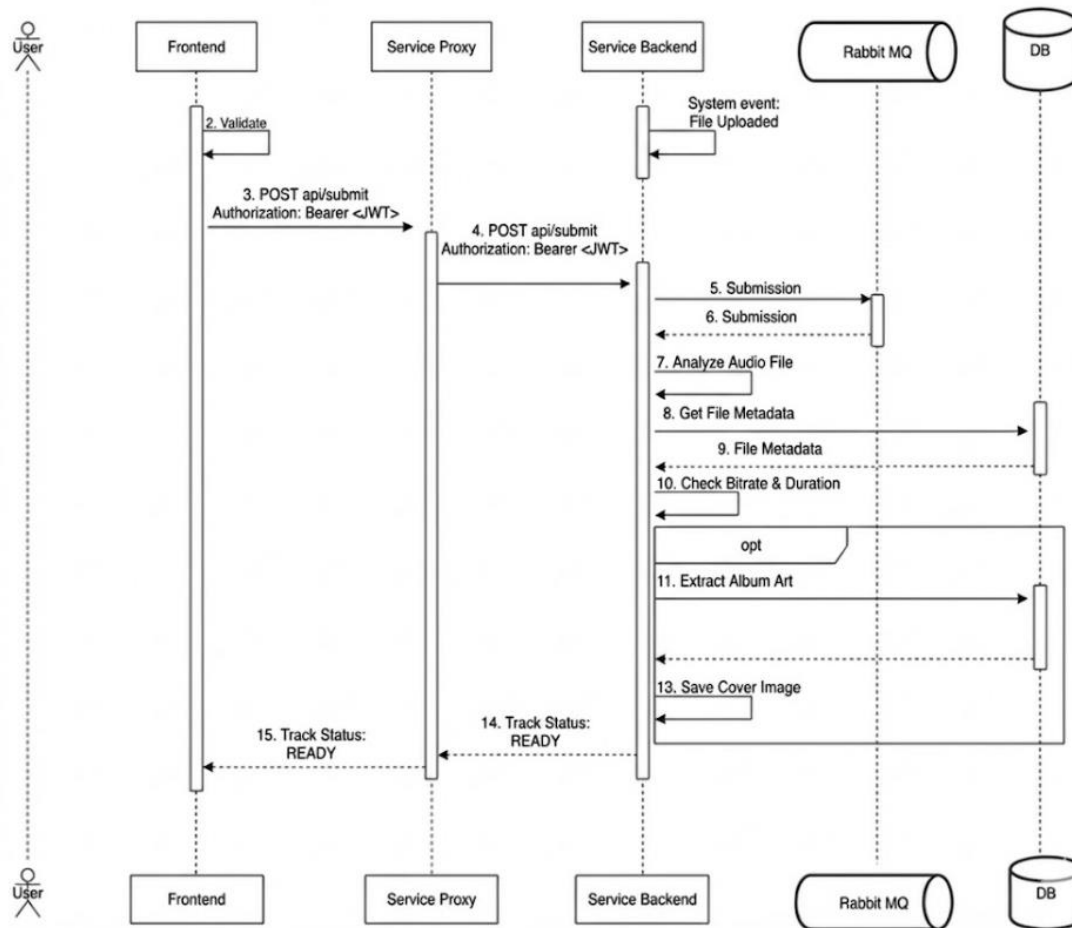 User
Frontend
Service Proxy
Service Backend
Rabbit MQ
DB
2. Validate
System event:
File Uploaded
3. POST api/submit
Authorization: Bearer <JWT>
4. POST api/submit
Authorization: Bearer <JWT>
5. Submission
6. Submission
7. Analyze Audio File
8. Get File Metadata
9. File Metadata
10. Check Bitrate & Duration
opt
11. Extract Album Art
13. Save Cover Image
14. Track Status:
READY
15. Track Status:
READY
User
Frontend
Service Proxy
Service Backend
Rabbit MQ
DB